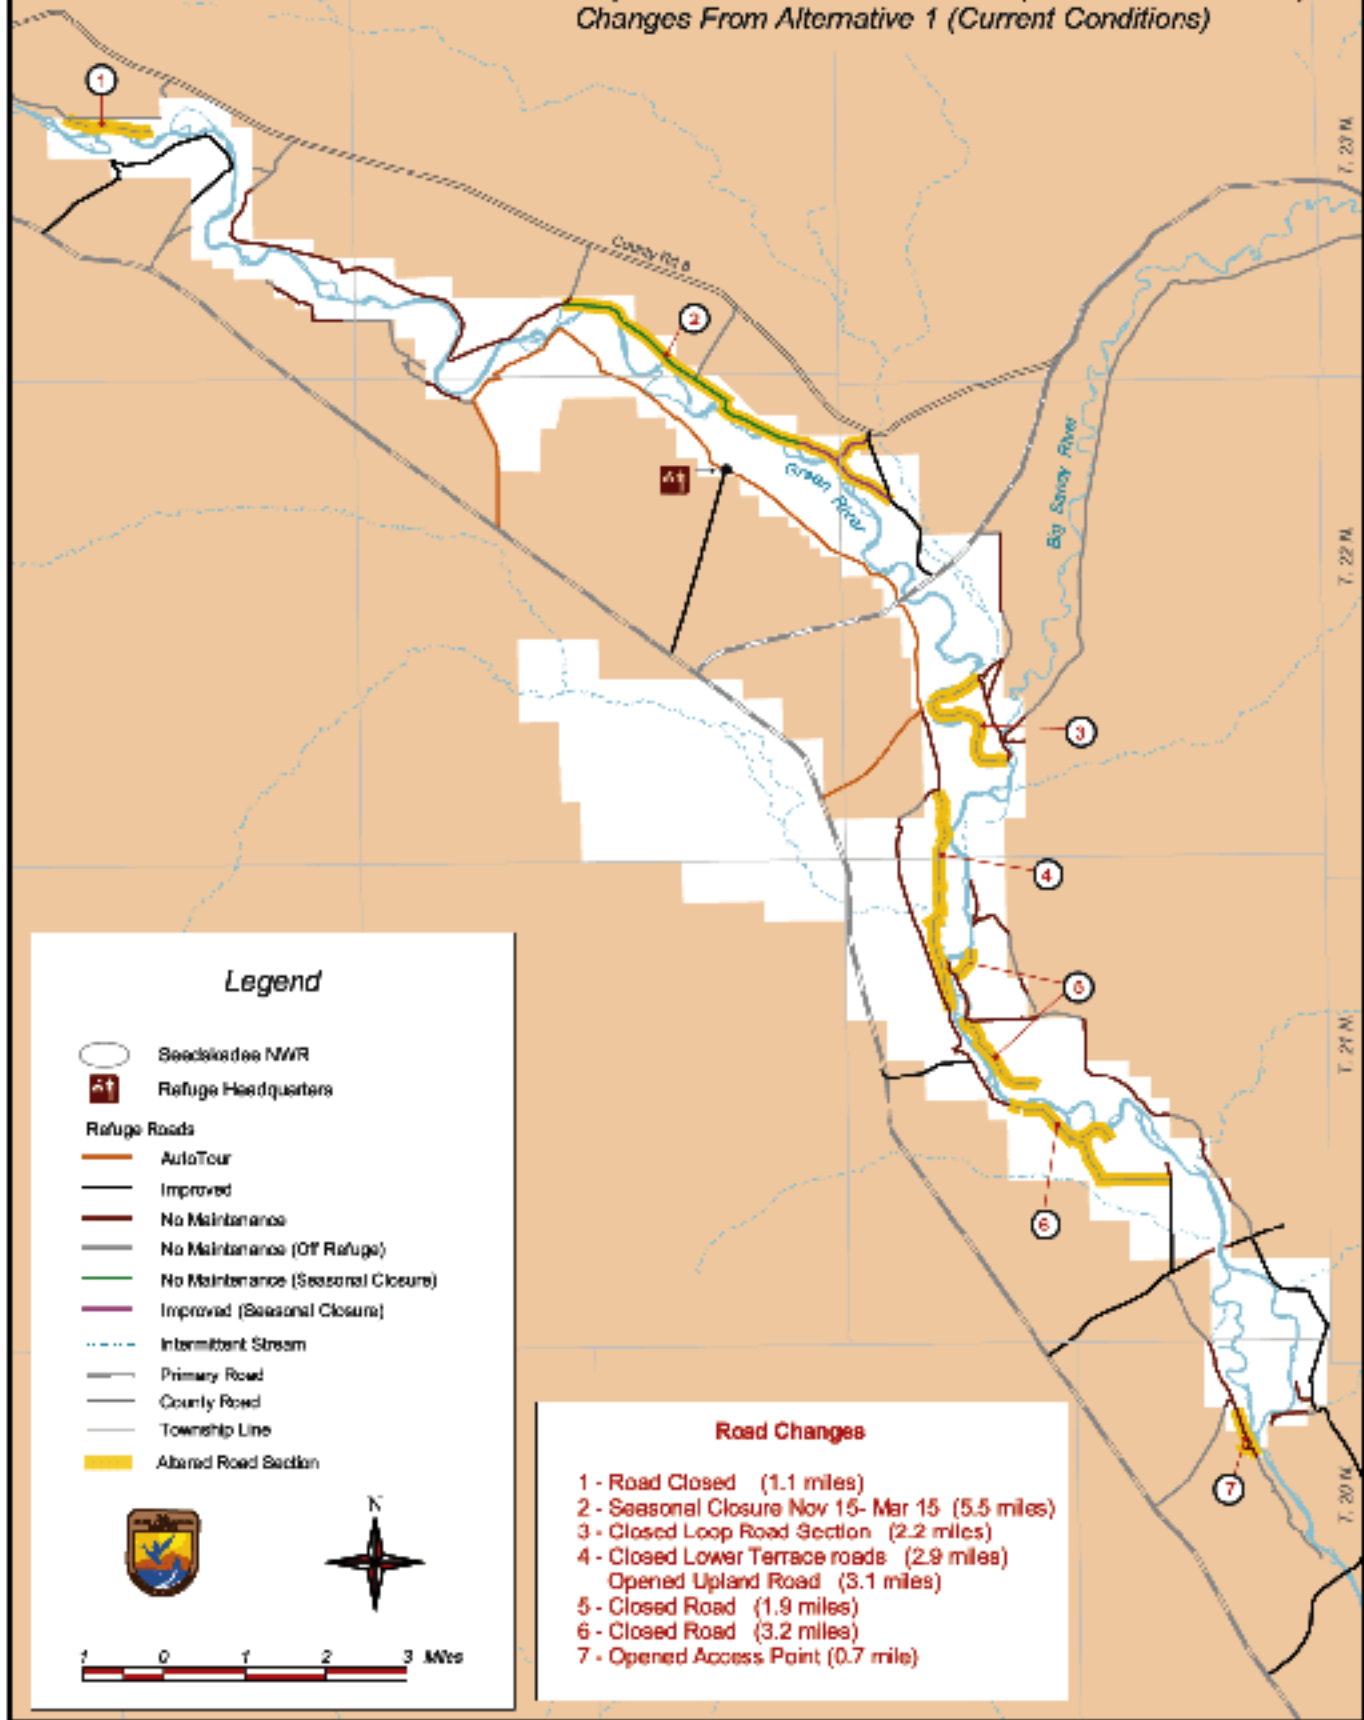 Changes From Alternative 1 (Current Conditions)
1
T. 23 N.
County Rd 8
2
Green River
Big Sandy River
T. 22 N.
3
4
5
T. 21 N.
6
7
T. 20 N.
Legend
Seedskadee NWR
Refuge Headquarters
Refuge Roads
AutoTour
Improved
No Maintenance
No Maintenance (Off Refuge)
No Maintenance (Seasonal Closure)
Improved (Seasonal Closure)
Intermittent Stream
Primary Road
County Road
Township Line
Altered Road Section
N
1 0 1 2 3 Miles
Road Changes
1 - Road Closed (1.1 miles)
2 - Seasonal Closure Nov 15- Mar 15 (5.5 miles)
3 - Closed Loop Road Section (2.2 miles)
4 - Closed Lower Terrace roads (2.9 miles)
Opened Upland Road (3.1 miles)
5 - Closed Road (1.9 miles)
6 - Closed Road (3.2 miles)
7 - Opened Access Point (0.7 mile)